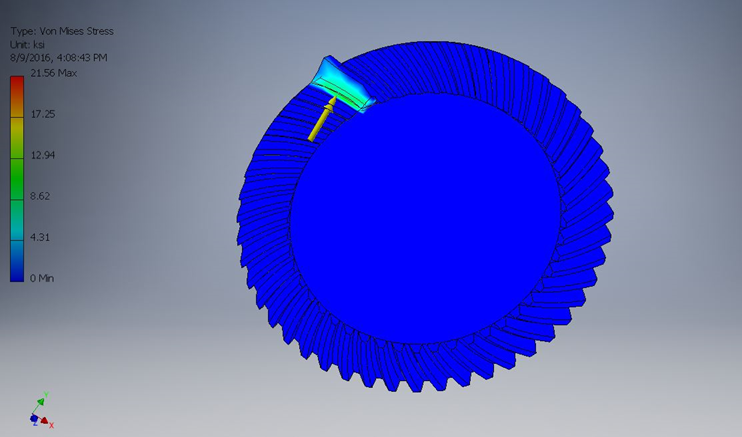 Type: Von Mises Stress
Unit: ksi
8/9/2016, 4:08:43 PM
21.56 Max
17.25
12.94
8.62
4.31
0 Min
Y
Z
X